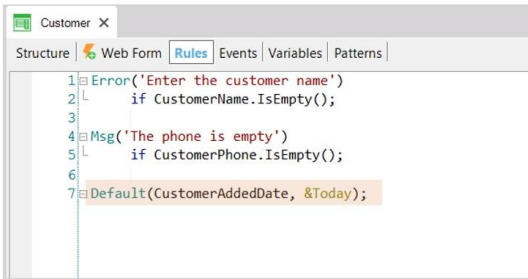 Customer X
Structure Web Form Rules Events Variables Patterns
1 Error('Enter the customer name')
2 if CustomerName.IsEmpty();
3
4 Msg('The phone is empty')
5 if CustomerPhone.IsEmpty();
6
7 Default(CustomerAddedDate, &Today);